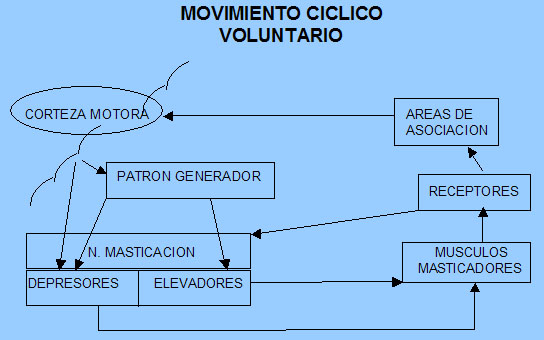 MOVIMIENTO CICLICO
VOLUNTARIO
CORTEZA MOTORA
AREAS DE
ASOCIACION
PATRON GENERADOR
RECEPTORES
N. MASTICACION
MUSCULOS
MASTICADORES
DEPRESORES
ELEVADORES